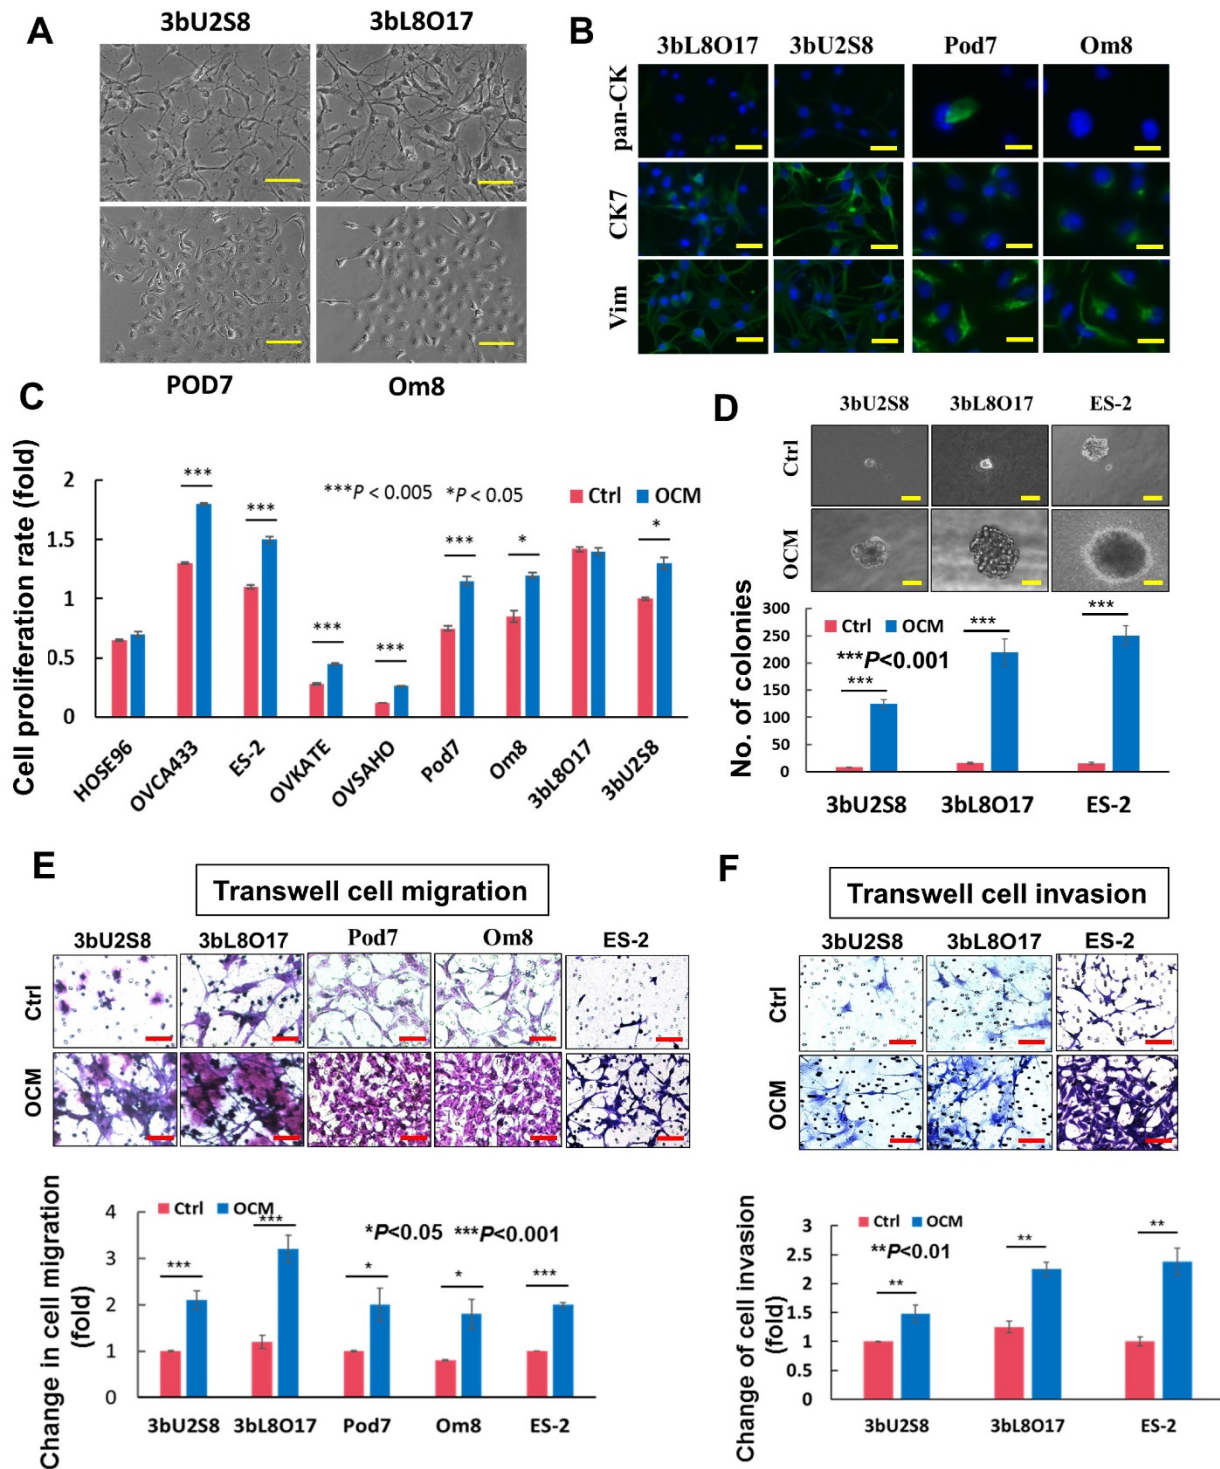 A
3bU2S8 3bL8O17
POD7 Om8
B
3bL8O17 3bU2S8 Pod7 Om8
pan-CK
CK7
Vim
C
Cell proliferation rate (fold)
2
1.5
1
0.5
0
***P < 0.005 *P < 0.05
Ctrl OCM
*** *** *** *** *** * *
HOSE96 OVCA433 ES-2 OVKATE OVSAHO Pod7 Om8 3bL8O17 3bU2S8
D
3bU2S8 3bL8O17 ES-2
Ctrl
OCM
No. of colonies
300
250
200
150
100
50
0
Ctrl OCM
***P<0.001
*** *** ***
3bU2S8 3bL8O17 ES-2
E
Transwell cell migration
3bU2S8 3bL8O17 Pod7 Om8 ES-2
Ctrl
OCM
Change in cell migration
(fold)
4
3
2
1
0
Ctrl OCM
*P<0.05 ***P<0.001
*** *** * * ***
3bU2S8 3bL8O17 Pod7 Om8 ES-2
F
Transwell cell invasion
3bU2S8 3bL8O17 ES-2
Ctrl
OCM
Change of cell invasion
(fold)
3
2.5
2
1.5
1
0.5
0
Ctrl OCM
**P<0.01
** ** **
3bU2S8 3bL8O17 ES-2